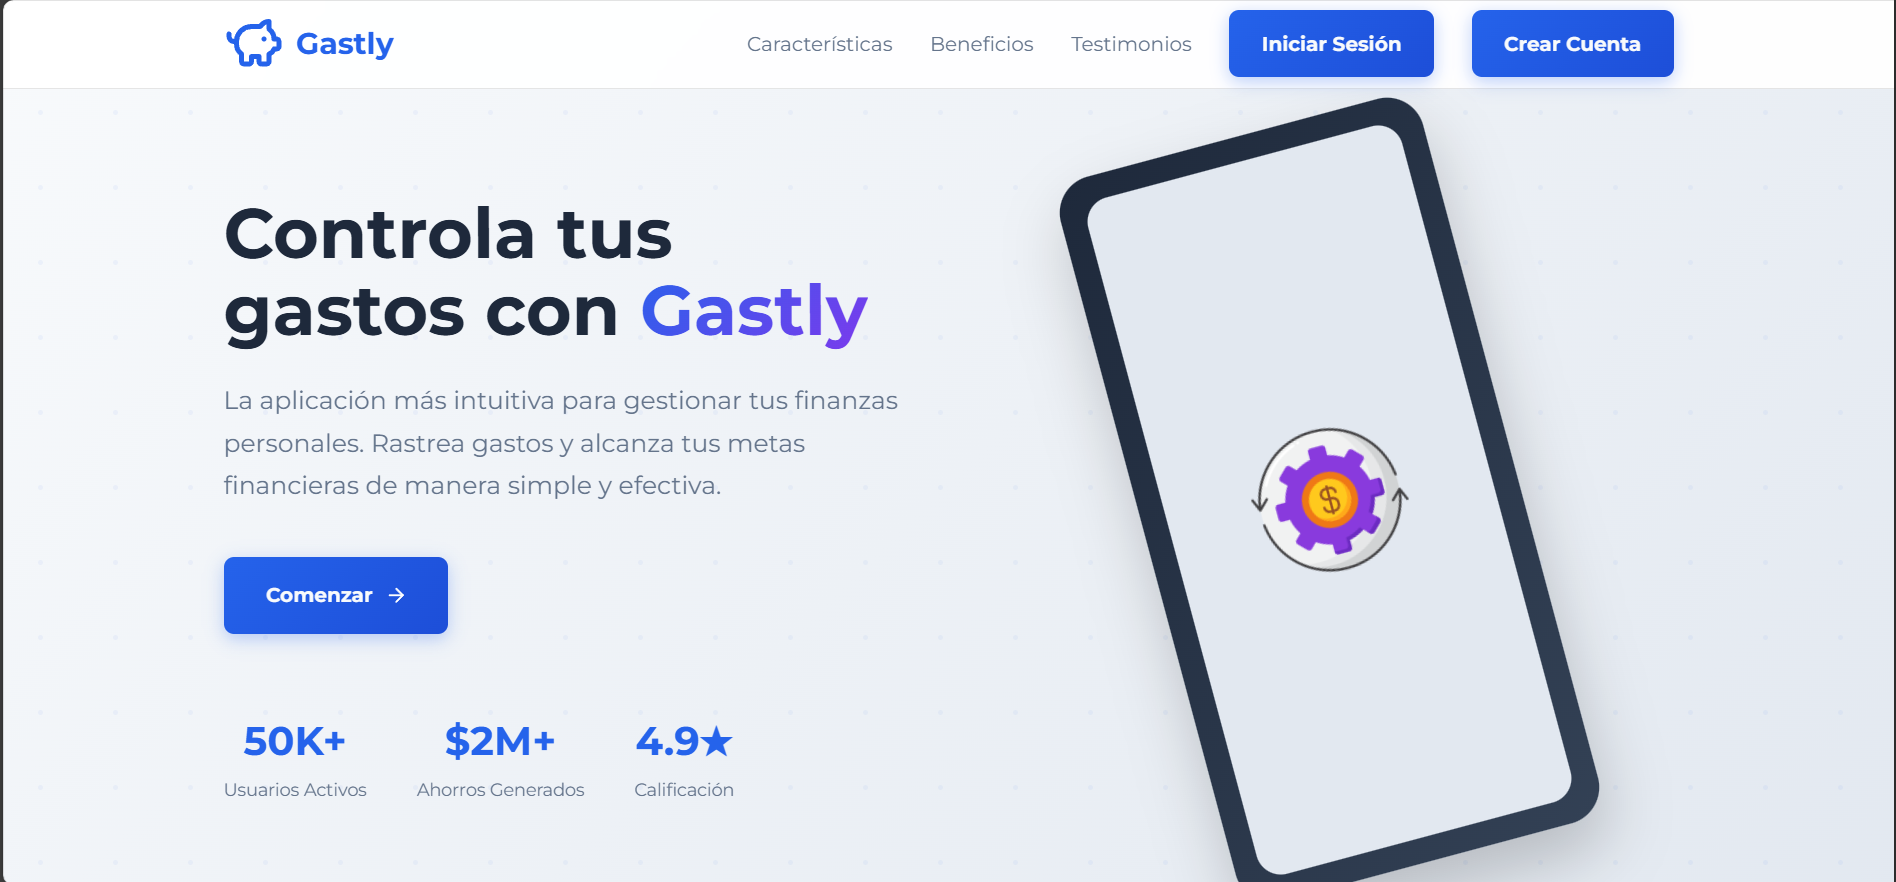 Gastly
Características
Beneficios
Testimonios
Iniciar Sesión
Crear Cuenta
Controla tus
gastos con Gastly
La aplicación más intuitiva para gestionar tus finanzas
personales. Rastrea gastos y alcanza tus metas
financieras de manera simple y efectiva.
Comenzar →
50K+
Usuarios Activos
$2M+
Ahorros Generados
4.9★
Calificación
$